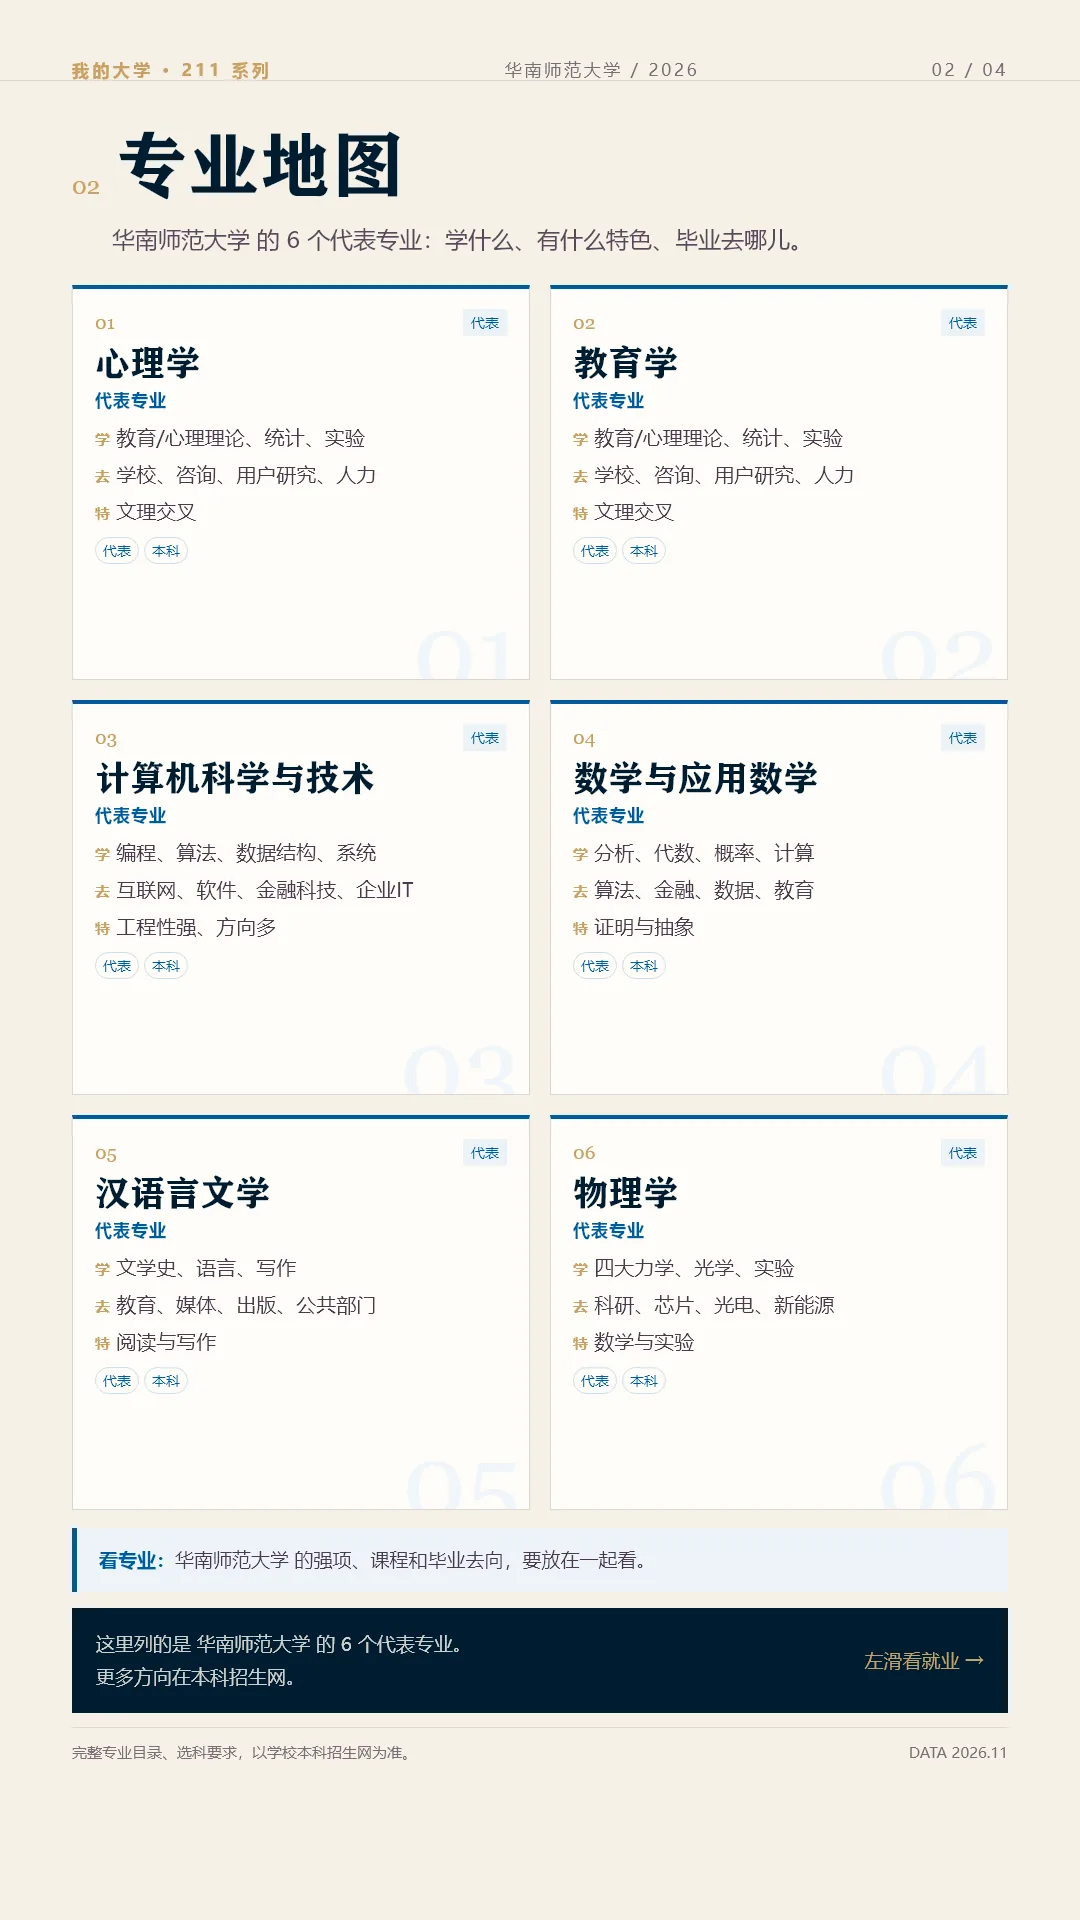 我的大学 · 211 系列
华南师范大学 / 2026
02 / 04
02 专业地图
华南师范大学 的 6 个代表专业：学什么、有什么特色、毕业去哪儿。
01
代表
心理学
代表专业
学 教育/心理理论、统计、实验
去 学校、咨询、用户研究、人力
特 文理交叉
代表 本科
01
02
代表
教育学
代表专业
学 教育/心理理论、统计、实验
去 学校、咨询、用户研究、人力
特 文理交叉
代表 本科
02
03
代表
计算机科学与技术
代表专业
学 编程、算法、数据结构、系统
去 互联网、软件、金融科技、企业IT
特 工程性强、方向多
代表 本科
03
04
代表
数学与应用数学
代表专业
学 分析、代数、概率、计算
去 算法、金融、数据、教育
特 证明与抽象
代表 本科
04
05
代表
汉语言文学
代表专业
学 文学史、语言、写作
去 教育、媒体、出版、公共部门
特 阅读与写作
代表 本科
05
06
代表
物理学
代表专业
学 四大力学、光学、实验
去 科研、芯片、光电、新能源
特 数学与实验
代表 本科
06
看专业：华南师范大学 的强项、课程和毕业去向，要放在一起看。
这里列的是 华南师范大学 的 6 个代表专业。
更多方向在本科招生网。
左滑看就业 →
完整专业目录、选科要求，以学校本科招生网为准。
DATA 2026.11